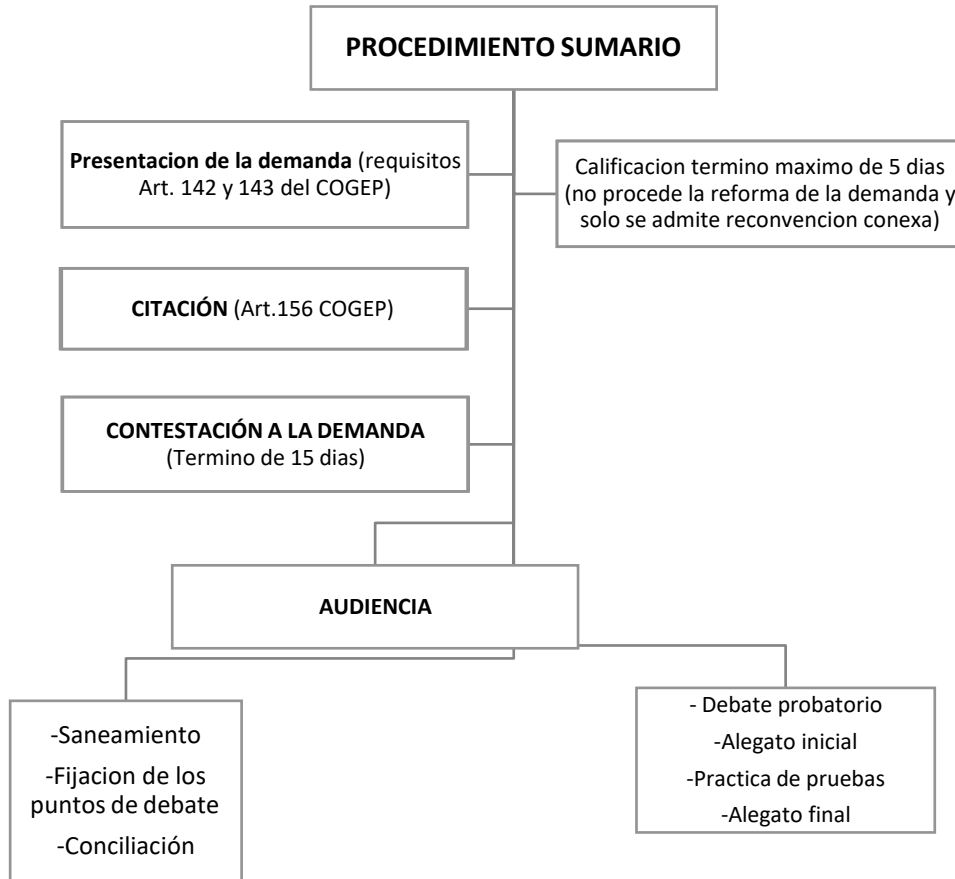 PROCEDIMIENTO SUMARIO
Presentacion de la demanda (requisitos
Art. 142 y 143 del COGEP)
Calificacion termino maximo de 5 dias
(no procede la reforma de la demanda y
solo se admite reconvencion conexa)
CITACIÓN (Art.156 COGEP)
CONTESTACIÓN A LA DEMANDA
(Termino de 15 dias)
AUDIENCIA
-Saneamiento
-Fijacion de los
puntos de debate
-Conciliación
- Debate probatorio
-Alegato inicial
-Practica de pruebas
-Alegato final